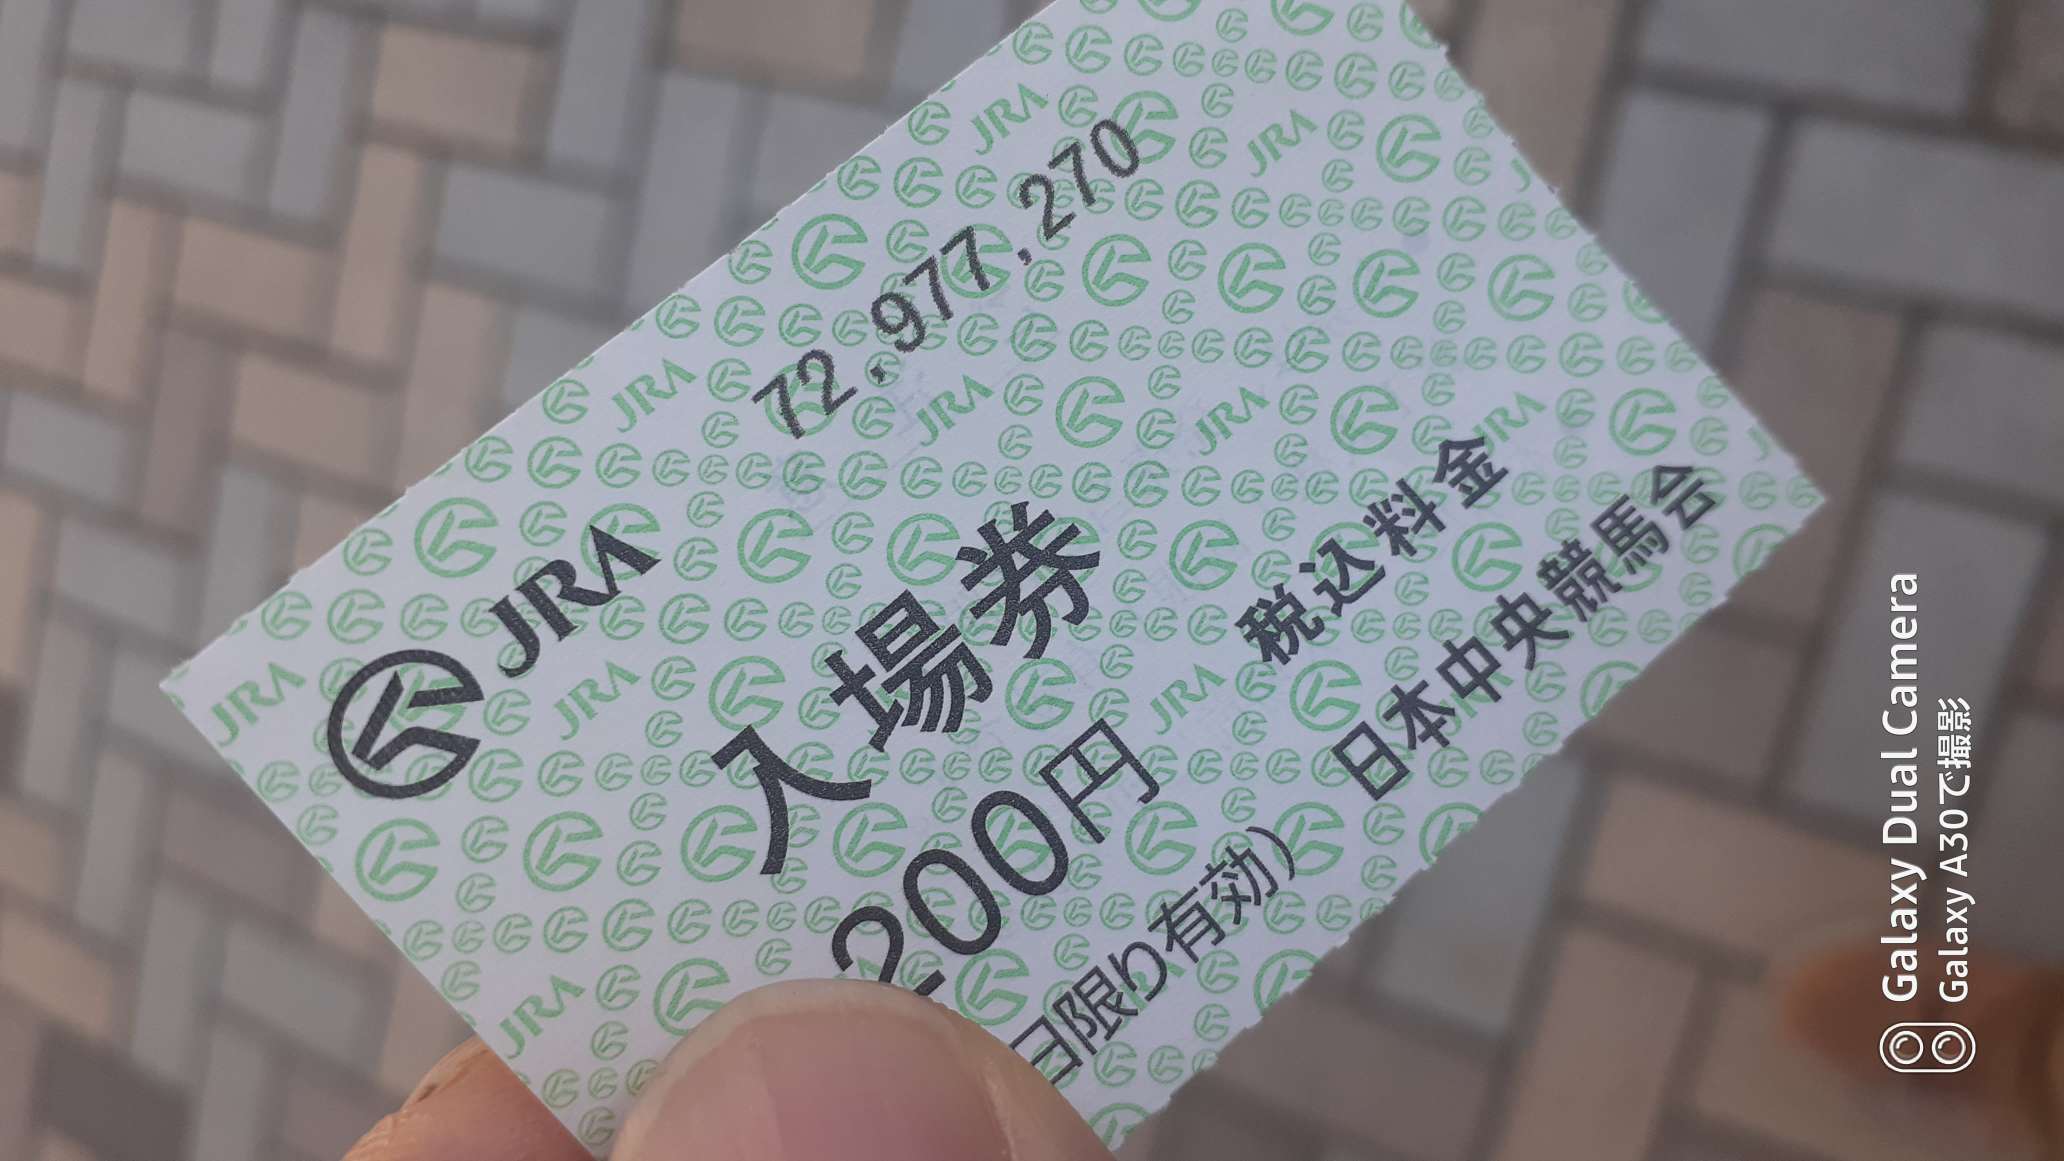 JRA
72,977,270
入場券
200円
税込料金
日限り有効)
日本中央競馬会
Galaxy Dual Camera
Galaxy A30で撮影